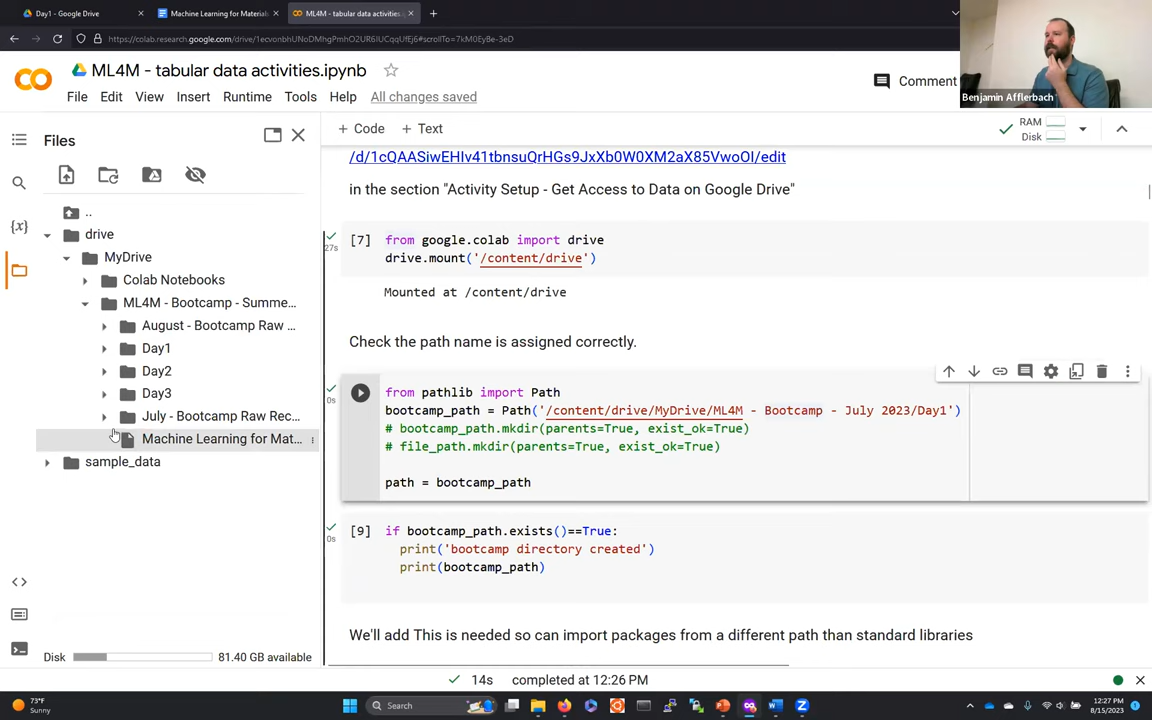 Day1 - Google Drive
Machine Learning for Materials
ML4M - tabular data activities.ip
https://colab.research.google.com/drive/1ecvonbhUNoDMhgPmhO2UR6IUCqqUfEj6#scrollTo=7kM0EyBe-3eD
ML4M - tabular data activities.ipynb
File Edit View Insert Runtime Tools Help All changes saved
Comment
Benjamin Afflerbach
Files
+ Code + Text
RAM
Disk
..
drive
MyDrive
Colab Notebooks
ML4M - Bootcamp - Summe...
August - Bootcamp Raw ...
Day1
Day2
Day3
July - Bootcamp Raw Rec...
Machine Learning for Mat...
sample_data
Disk 81.40 GB available
/d/1cQAASiwEHIv41tbnsuQrHGs9JxXb0W0XM2aX85VwoOI/edit
in the section "Activity Setup - Get Access to Data on Google Drive"
[7] from google.colab import drive
27s
drive.mount('/content/drive')
Mounted at /content/drive
Check the path name is assigned correctly.
from pathlib import Path
0s
bootcamp_path = Path('/content/drive/MyDrive/ML4M - Bootcamp - July 2023/Day1')
# bootcamp_path.mkdir(parents=True, exist_ok=True)
# file_path.mkdir(parents=True, exist_ok=True)
path = bootcamp_path
[9] if bootcamp_path.exists()==True:
0s
print('bootcamp directory created')
print(bootcamp_path)
We'll add This is needed so can import packages from a different path than standard libraries
14s completed at 12:26 PM
73°F
Sunny
Search
12:27 PM
8/15/2023